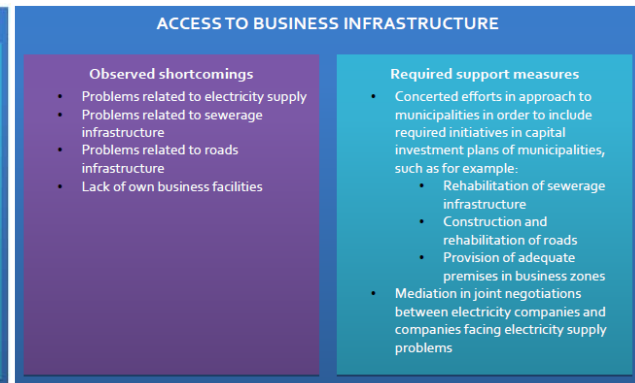 ACCESS TO BUSINESS INFRASTRUCTURE
Observed shortcomings
• Problems related to electricity supply
• Problems related to sewerage
infrastructure
• Problems related to roads
infrastructure
• Lack of own business facilities
Required support measures
• Concerted efforts in approach to
municipalities in order to include
required initiatives in capital
investment plans of municipalities,
such as for example:
• Rehabilitation of sewerage
infrastructure
• Construction and
rehabilitation of roads
• Provision of adequate
premises in business zones
• Mediation in joint negotiations
between electricity companies and
companies facing electricity supply
problems